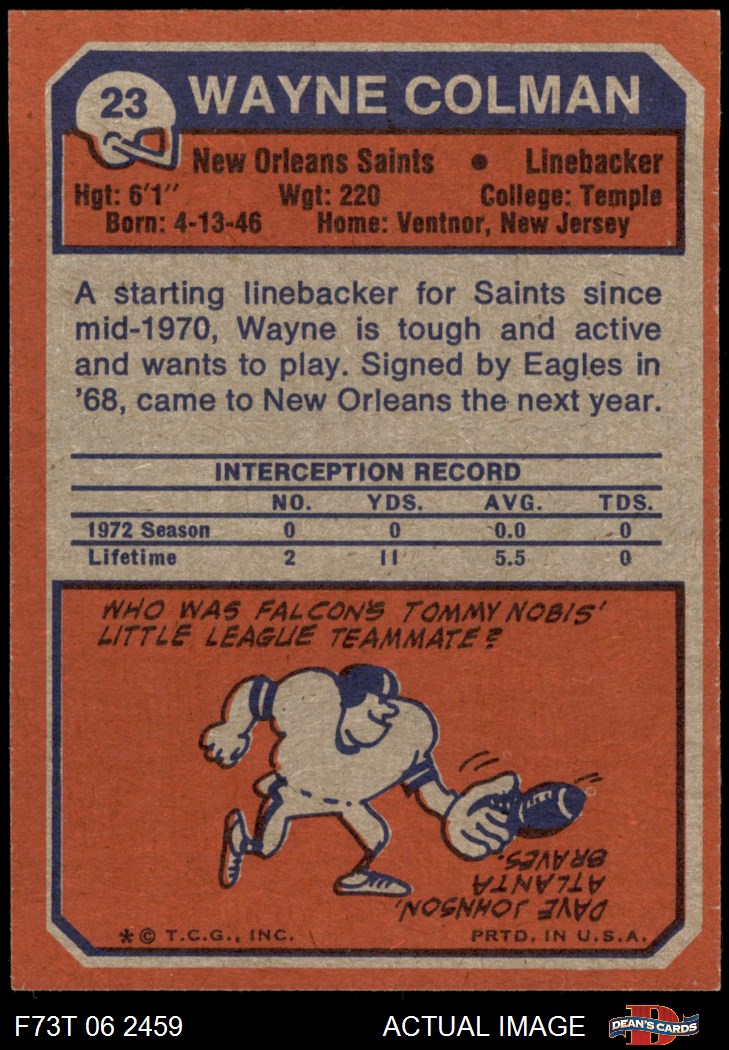 23
WAYNE COLMAN
New Orleans Saints • Linebacker
Hgt: 6'1" Wgt: 220 College: Temple
Born: 4-13-46 Home: Ventnor, New Jersey
A starting linebacker for Saints since
mid-1970, Wayne is tough and active
and wants to play. Signed by Eagles in
'68, came to New Orleans the next year.
INTERCEPTION RECORD
NO. YDS. AVG. TDS.
1972 Season 0 0 0.0 0
Lifetime 2 11 5.5 0
WHO WAS FALCON'S TOMMY NOBIS'
LITTLE LEAGUE TEAMMATE?
DAVE JOHNSON,
ATLANTA
BRAVES.
* © T.C.G., INC. PRTD. IN U.S.A.
F73T 06 2459 ACTUAL IMAGE DEAN'S CARDS